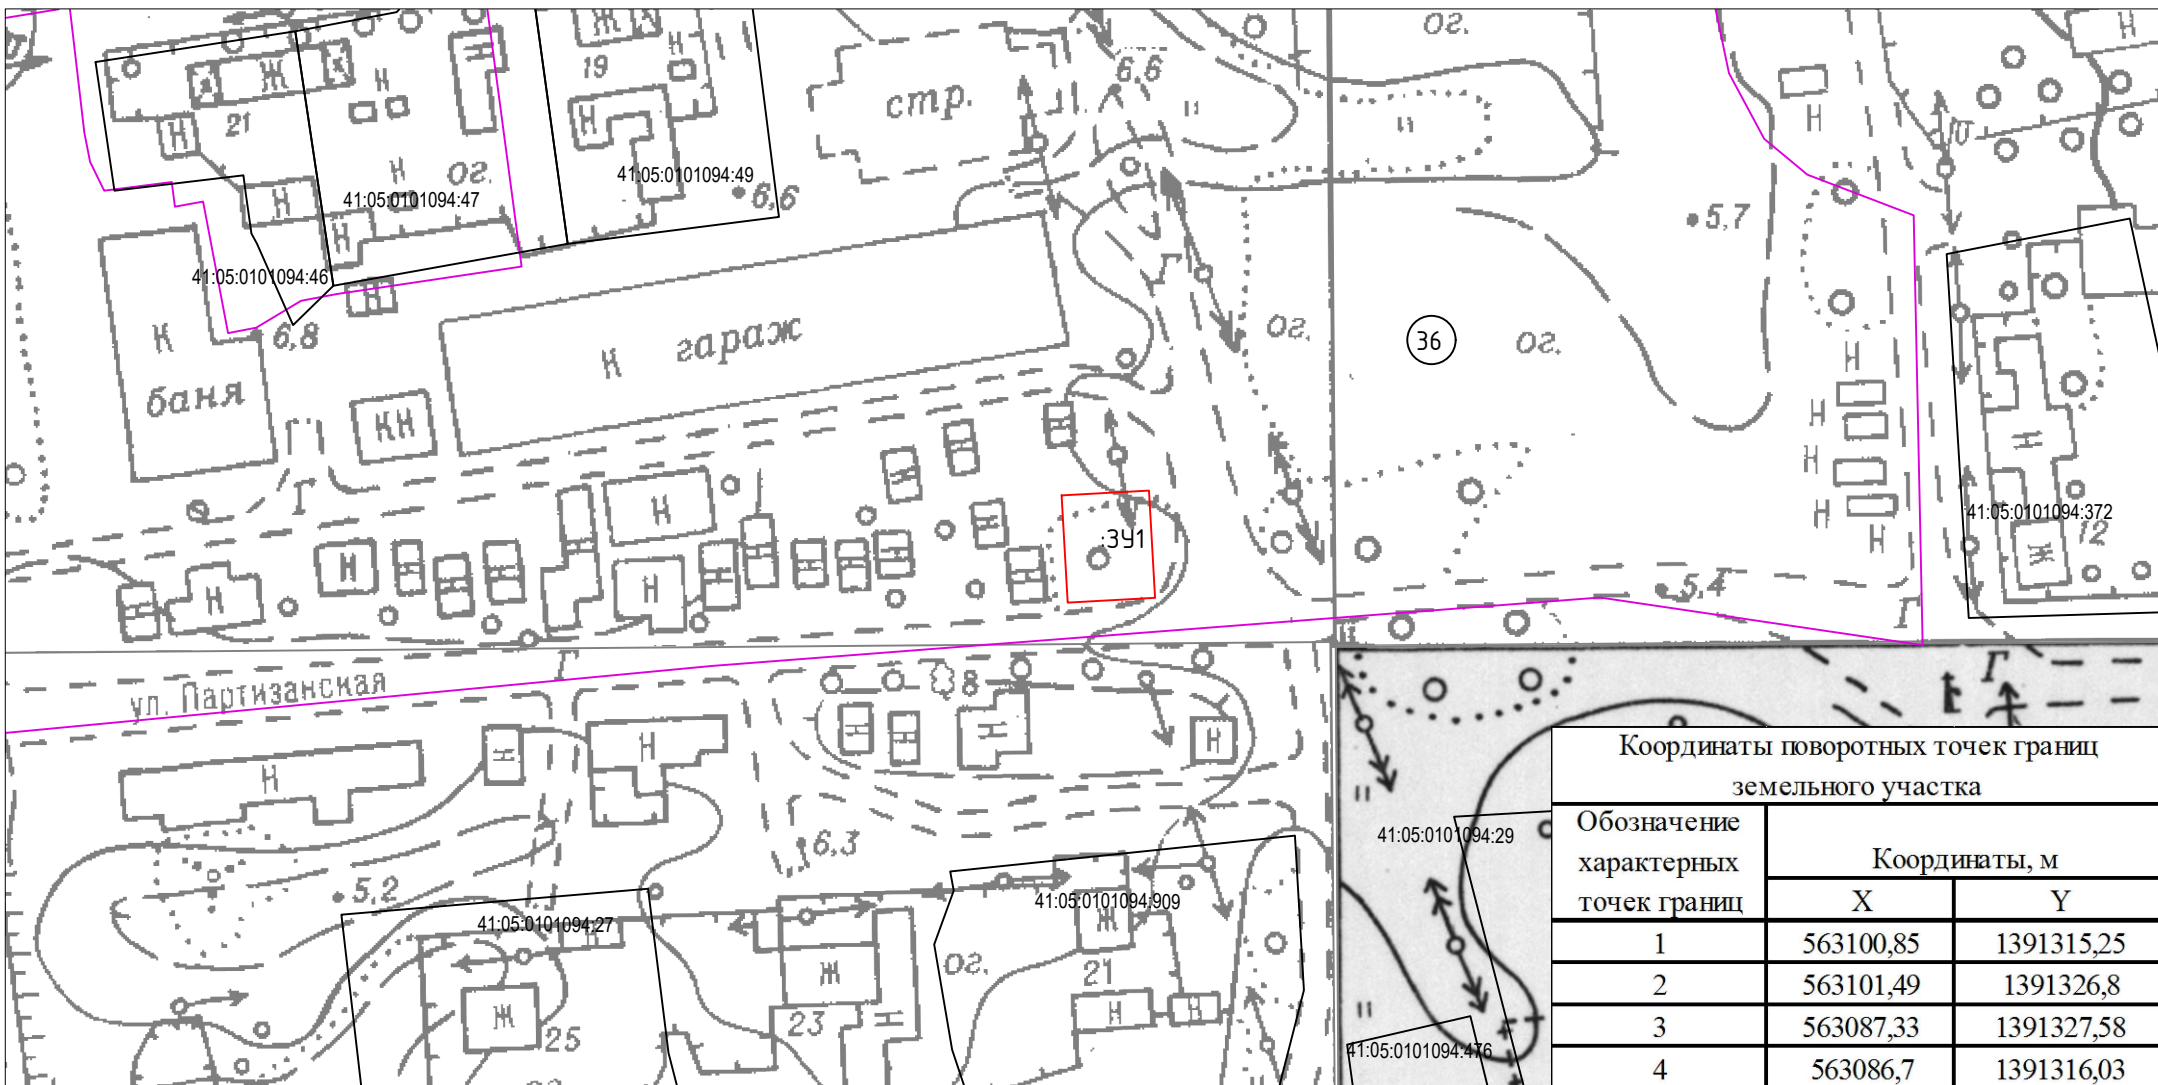 ог.
Н
Ж
19
Н
6,6
Ж
Н
Н
21
Н
стр.
Н
Н
Н
ог.
41:05:0101094:49
41:05:0101094:47
6,6
5,7
Н
Н
41:05:0101094:46
Н
6,8
Н
гараж
Н
баня
КН
Г
ог.
36
ог.
Н
Н
Н
Н
Н
Г
Н
Н
Н
:ЗУ1
41:05:0101094:372
12
Ж
5,4
Г
ул. Партизанская
Г
8
Г
Н
Н
Н
Н
6,3
5,2
41:05:0101094:27
41:05:0101094:909
41:05:0101094:29
Н
Ж
ог.
21
Ж
Ж
23
25
Н
Н
41:05:0101094:476
Координаты поворотных точек границ
земельного участка
Обозначение
характерных
точек границ
Координаты, м
X Y
1 563100,85 1391315,25
2 563101,49 1391326,8
3 563087,33 1391327,58
4 563086,7 1391316,03